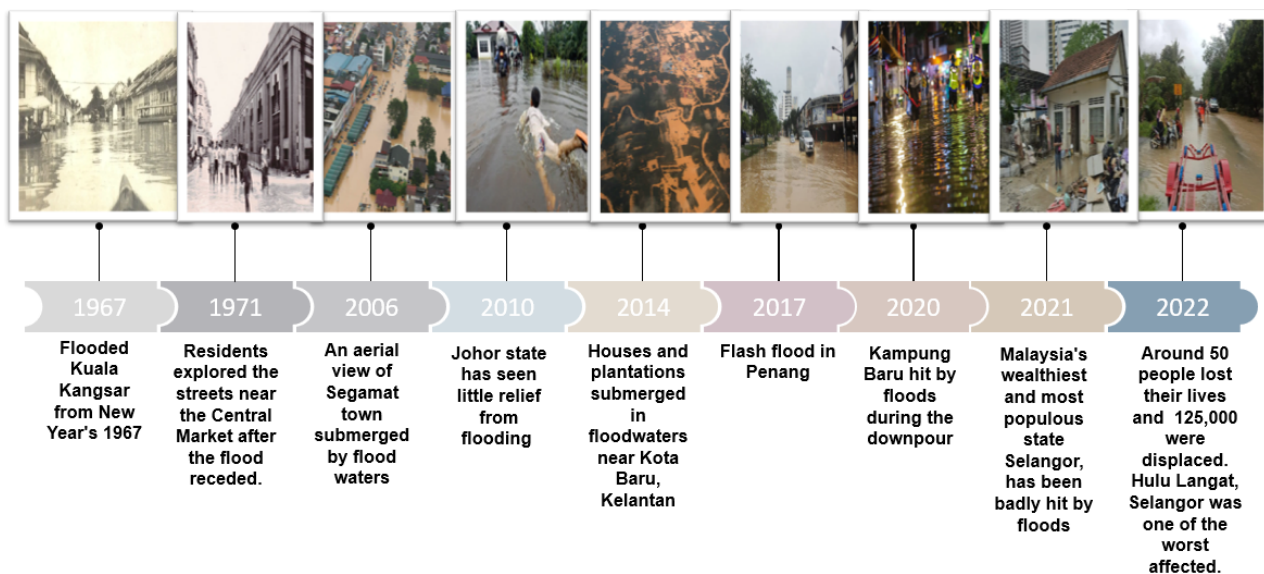 1967
1971
2006
2010
2014
2017
2020
2021
2022
Flooded
Kuala
Kangsar
from New
Year's 1967
Residents
explored the
streets near
the Central
Market after
the flood
receded.
An aerial
view of
Segamat
town
submerged
by flood
waters
Johor state
has seen
little relief
from
flooding
Houses and
plantations
submerged
in
floodwaters
near Kota
Baru,
Kelantan
Flash flood in
Penang
Kampung
Baru hit by
floods
during the
downpour
Malaysia's
wealthiest
and most
populous
state
Selangor,
has been
badly hit by
floods
Around 50
people lost
their lives
and 125,000
were
displaced.
Hulu Langat,
Selangor was
one of the
worst
affected.